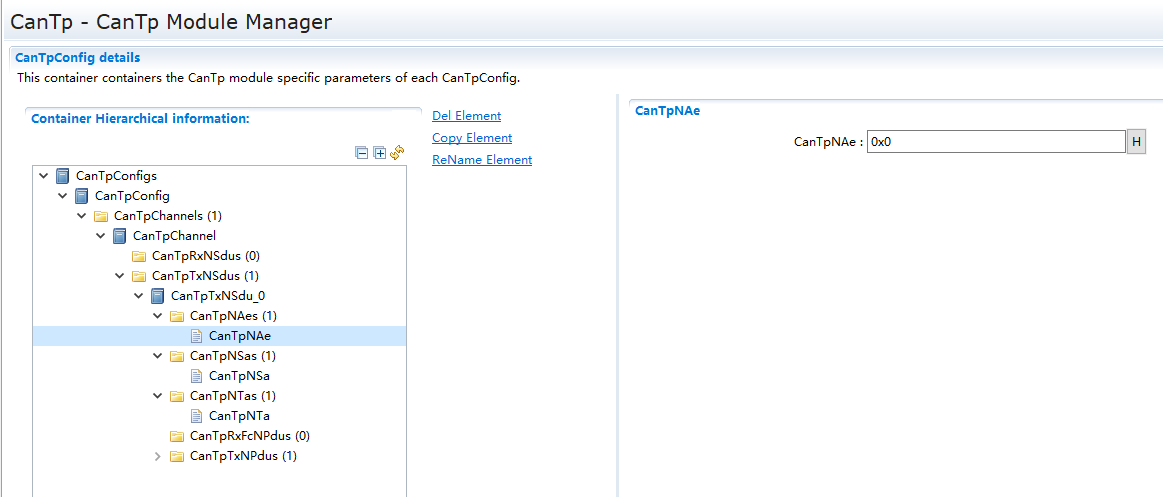 CanTp - CanTp Module Manager
CanTpConfig details
This container containers the CanTp module specific parameters of each CanTpConfig.
Container Hierarchical information:
Del Element
Copy Element
ReName Element
CanTpConfigs
CanTpConfig
CanTpChannels (1)
CanTpChannel
CanTpRxNSdus (0)
CanTpTxNSdus (1)
CanTpTxNSdu_0
CanTpNAes (1)
CanTpNAe
CanTpNSas (1)
CanTpNSa
CanTpNTas (1)
CanTpNTa
CanTpRxFcNPdus (0)
CanTpTxNPdus (1)
CanTpNAe
CanTpNAe : 0x0 H